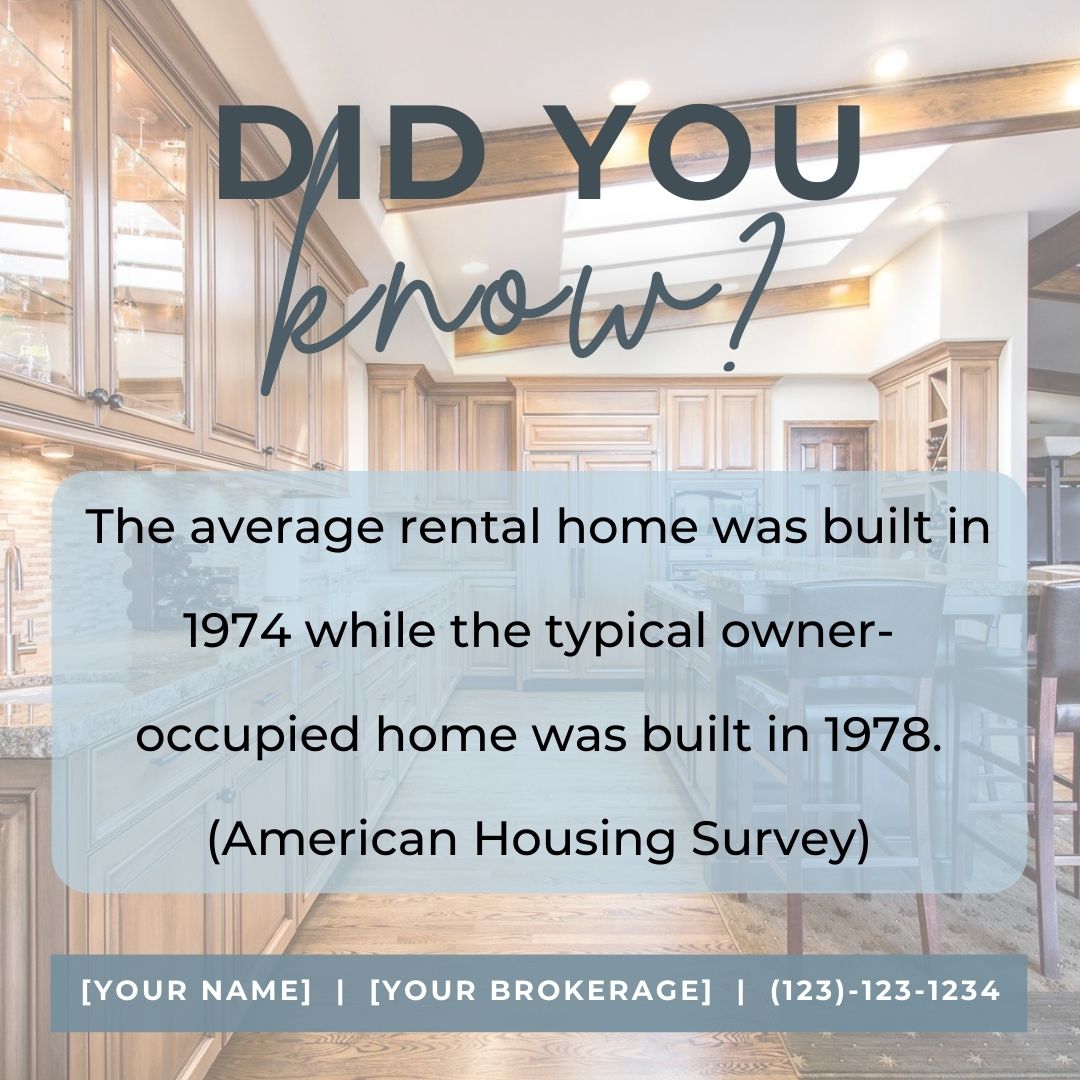 DID YOU
know?
The average rental home was built in
1974 while the typical owner-
occupied home was built in 1978.
(American Housing Survey)
[YOUR NAME] | [YOUR BROKERAGE] | (123)-123-1234